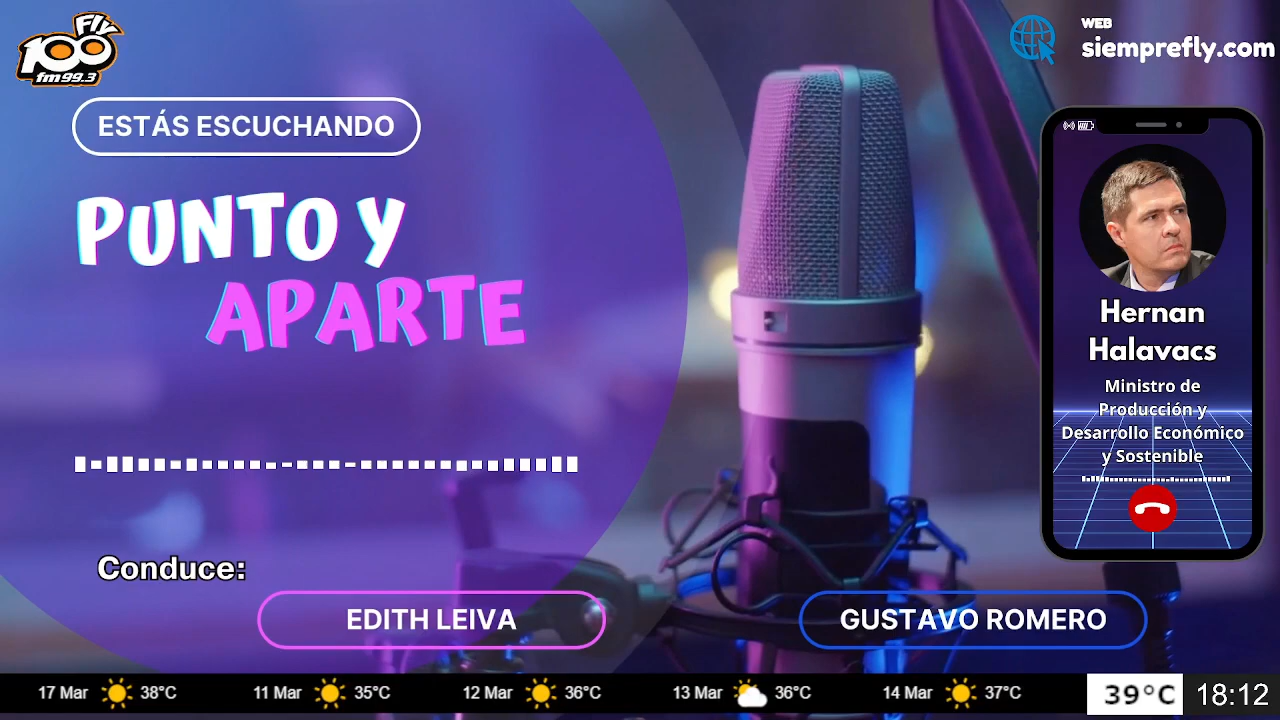 FLY
100
fm 99.3
WEB
siemprefly.com
ESTÁS ESCUCHANDO
PUNTO Y
APARTE
Hernan
Halavacs
Ministro de
Producción y
Desarrollo Económico
y Sostenible
Conduce:
EDITH LEIVA
GUSTAVO ROMERO
17 Mar 38°C 11 Mar 35°C 12 Mar 36°C 13 Mar 36°C 14 Mar 37°C 39°C 18:12